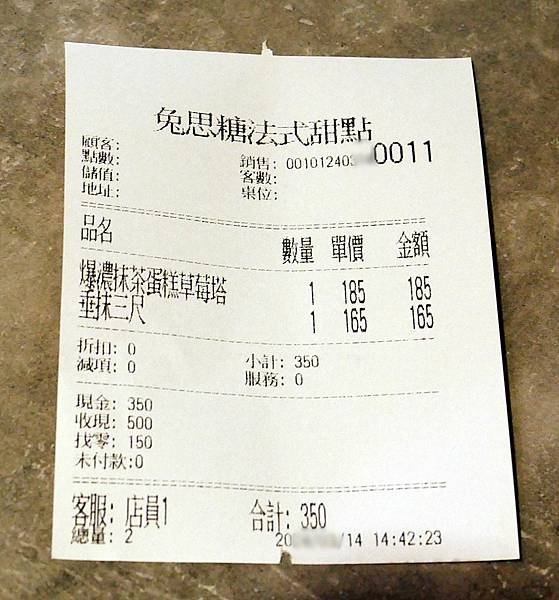 兔思糖法式甜點
顧客:
點數: 銷售: 001012403 0011
儲值: 客數:
地址: 桌位:
品名 數量 單價 金額
爆濃抹茶蛋糕草莓塔 1 185 185
垂抹三尺 1 165 165
折扣: 0 小計: 350
減項: 0 服務: 0
現金: 350
收現: 500
找零: 150
未付款:0
客服: 店員1 合計: 350
總量: 2 /14 14:42:23